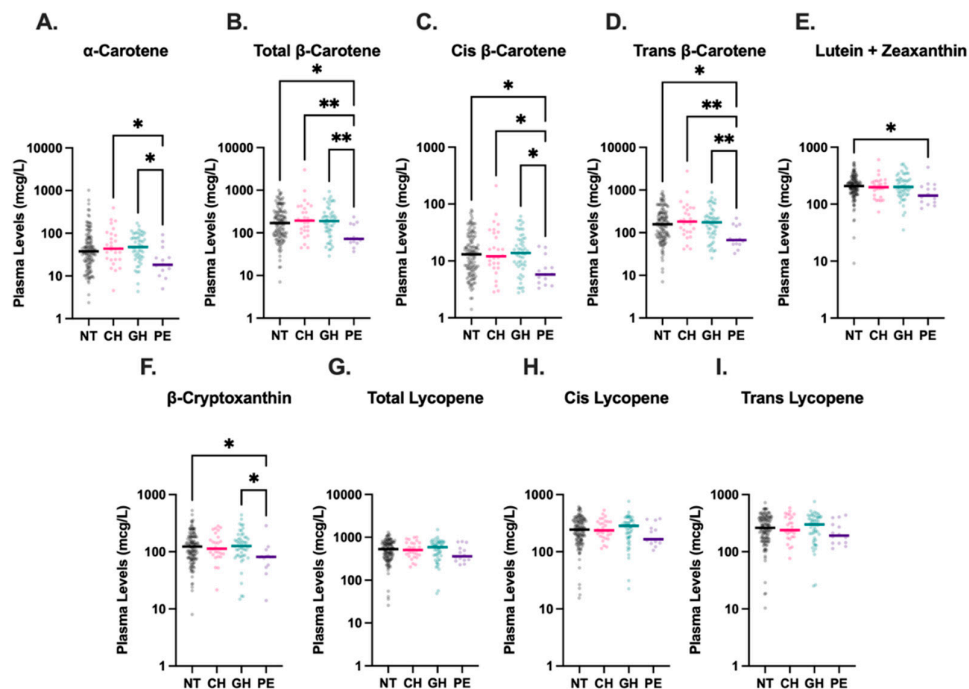 A.
α-Carotene
*
*
Plasma Levels (mcg/L)
10000
1000
100
10
1
NT CH GH PE
B.
Total β-Carotene
*
**
**
Plasma Levels (mcg/L)
10000
1000
100
10
1
NT CH GH PE
C.
Cis β-Carotene
*
*
*
Plasma Levels (mcg/L)
10000
1000
100
10
1
NT CH GH PE
D.
Trans β-Carotene
*
**
**
Plasma Levels (mcg/L)
10000
1000
100
10
1
NT CH GH PE
E.
Lutein + Zeaxanthin
*
Plasma Levels (mcg/L)
1000
100
10
1
NT CH GH PE
F.
β-Cryptoxanthin
*
*
Plasma Levels (mcg/L)
1000
100
10
1
NT CH GH PE
G.
Total Lycopene
Plasma Levels (mcg/L)
10000
1000
100
10
1
NT CH GH PE
H.
Cis Lycopene
Plasma Levels (mcg/L)
1000
100
10
1
NT CH GH PE
I.
Trans Lycopene
Plasma Levels (mcg/L)
1000
100
10
1
NT CH GH PE